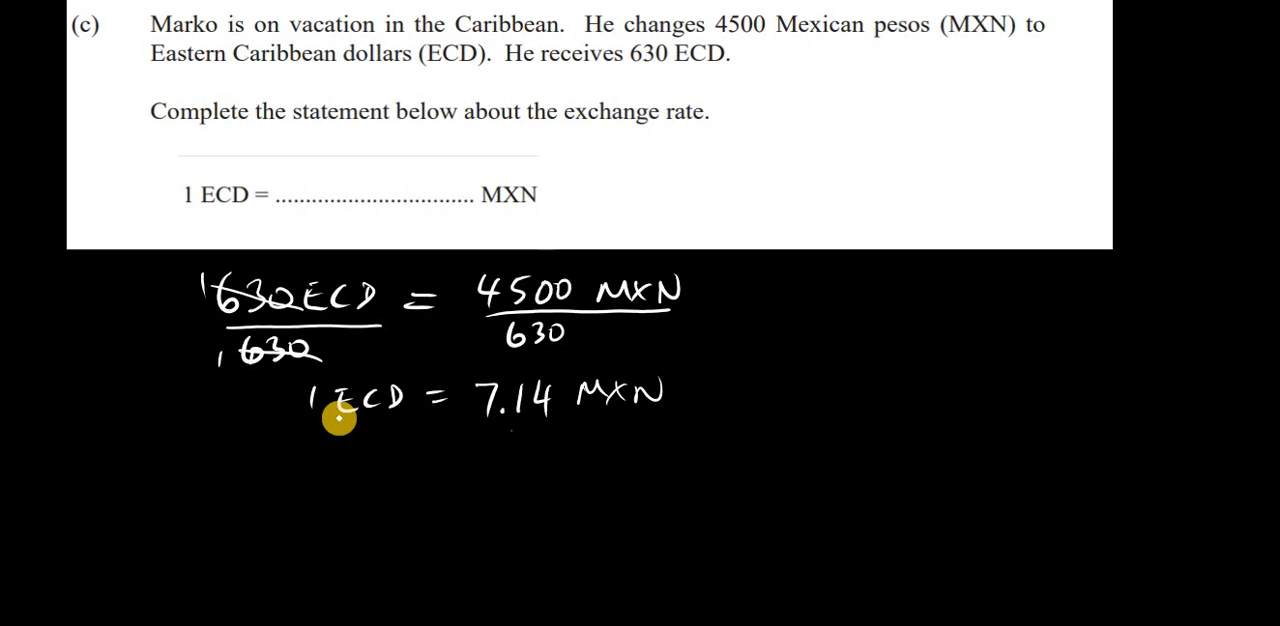 (c) Marko is on vacation in the Caribbean. He changes 4500 Mexican pesos (MXN) to
Eastern Caribbean dollars (ECD). He receives 630 ECD.
Complete the statement below about the exchange rate.
1 ECD = ................................. MXN
1 630 ECD = 4500 MXN
1 630 630
1 ECD = 7.14 MXN